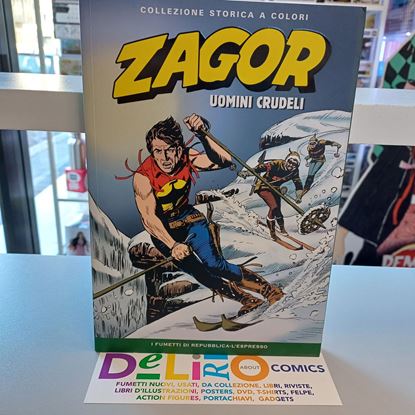 COLLEZIONE STORICA A COLORI
ZAGOR
UOMINI CRUDELI
I FUMETTI DI REPUBBLICA-L'ESPRESSO
DELIRIO ABOUT COMICS
FUMETTI NUOVI, USATI, DA COLLEZIONE, LIBRI, RIVISTE,
LIBRI D'ILLUSTRAZIONI, POSTERS, DVD, T-SHIRTS, FELPE,
ACTION FIGURES, PORTACHIAVI, GADGETS